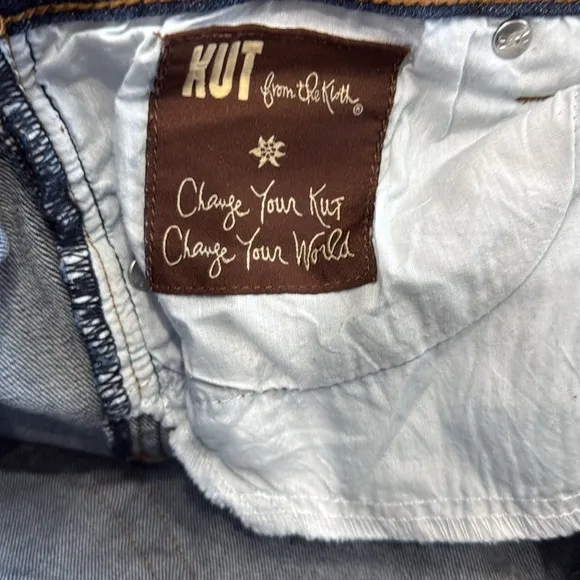 KUT from the Kloth®
Change Your Kut
Change Your World